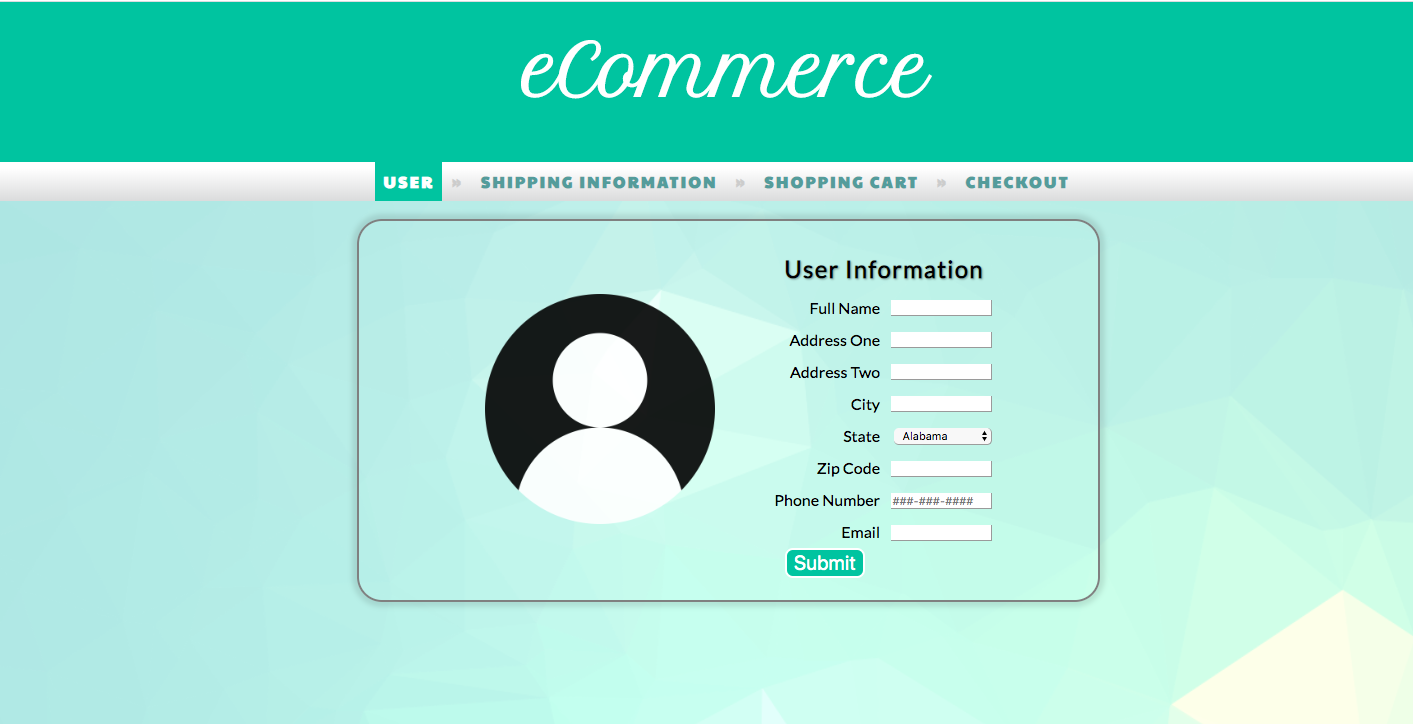 eCommerce
USER » SHIPPING INFORMATION » SHOPPING CART » CHECKOUT
User Information
Full Name
Address One
Address Two
City
State Alabama
Zip Code
Phone Number ###-###-####
Email
Submit